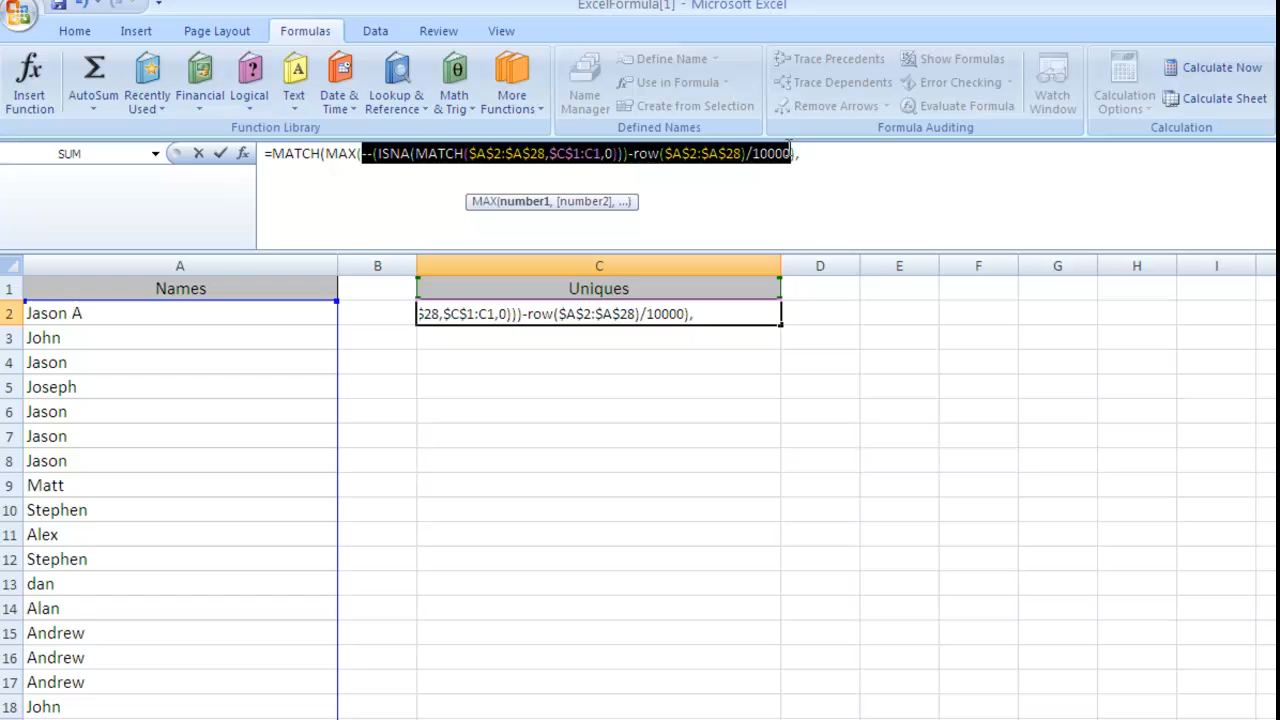 ExcelFormula[1] - Microsoft Excel
Home Insert Page Layout Formulas Data Review View
Insert Function
AutoSum
Recently Used
Financial
Logical
Text
Date & Time
Lookup & Reference
Math & Trig
More Functions
Function Library
Name Manager
Define Name
Use in Formula
Create from Selection
Defined Names
Trace Precedents
Trace Dependents
Remove Arrows
Show Formulas
Error Checking
Evaluate Formula
Formula Auditing
Watch Window
Calculation Options
Calculate Now
Calculate Sheet
Calculation
SUM fx =MATCH(MAX(--(ISNA(MATCH($A$2:$A$28,$C$1:C1,0)))-row($A$2:$A$28)/10000),
MAX(number1, [number2], ...)
A B C D E F G H I
1 Names Uniques
2 Jason A $28,$C$1:C1,0)))-row($A$2:$A$28)/10000),
3 John
4 Jason
5 Joseph
6 Jason
7 Jason
8 Jason
9 Matt
10 Stephen
11 Alex
12 Stephen
13 dan
14 Alan
15 Andrew
16 Andrew
17 Andrew
18 John